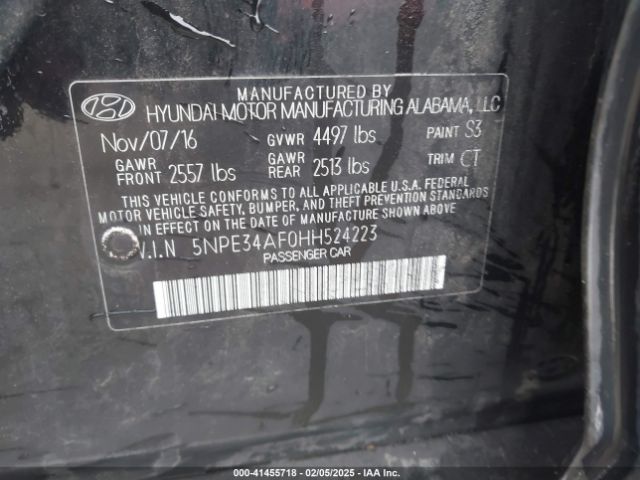 MANUFACTURED BY
HYUNDAI MOTOR MANUFACTURING ALABAMA, LLC
Nov/07/16 GVWR 4497 lbs PAINT S3
GAWR FRONT 2557 lbs GAWR REAR 2513 lbs TRIM CT
THIS VEHICLE CONFORMS TO ALL APPLICABLE U.S.A. FEDERAL
MOTOR VEHICLE SAFETY, BUMPER, AND THEFT PREVENTION
STANDARDS IN EFFECT ON THE DATE OF MANUFACTURE
SHOWN ABOVE.
V.I.N 5NPE34AF0HH524223
PASSENGER CAR
000-41455718 - 02/05/2025 - IAA Inc.